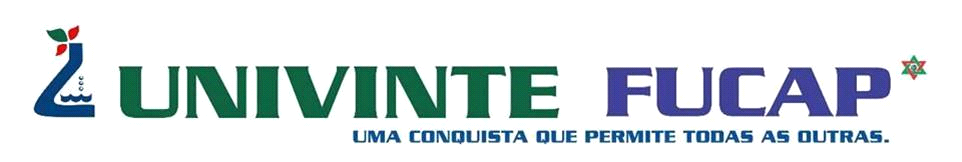 UNIVINTE FUCAP
UMA CONQUISTA QUE PERMITE TODAS AS OUTRAS.